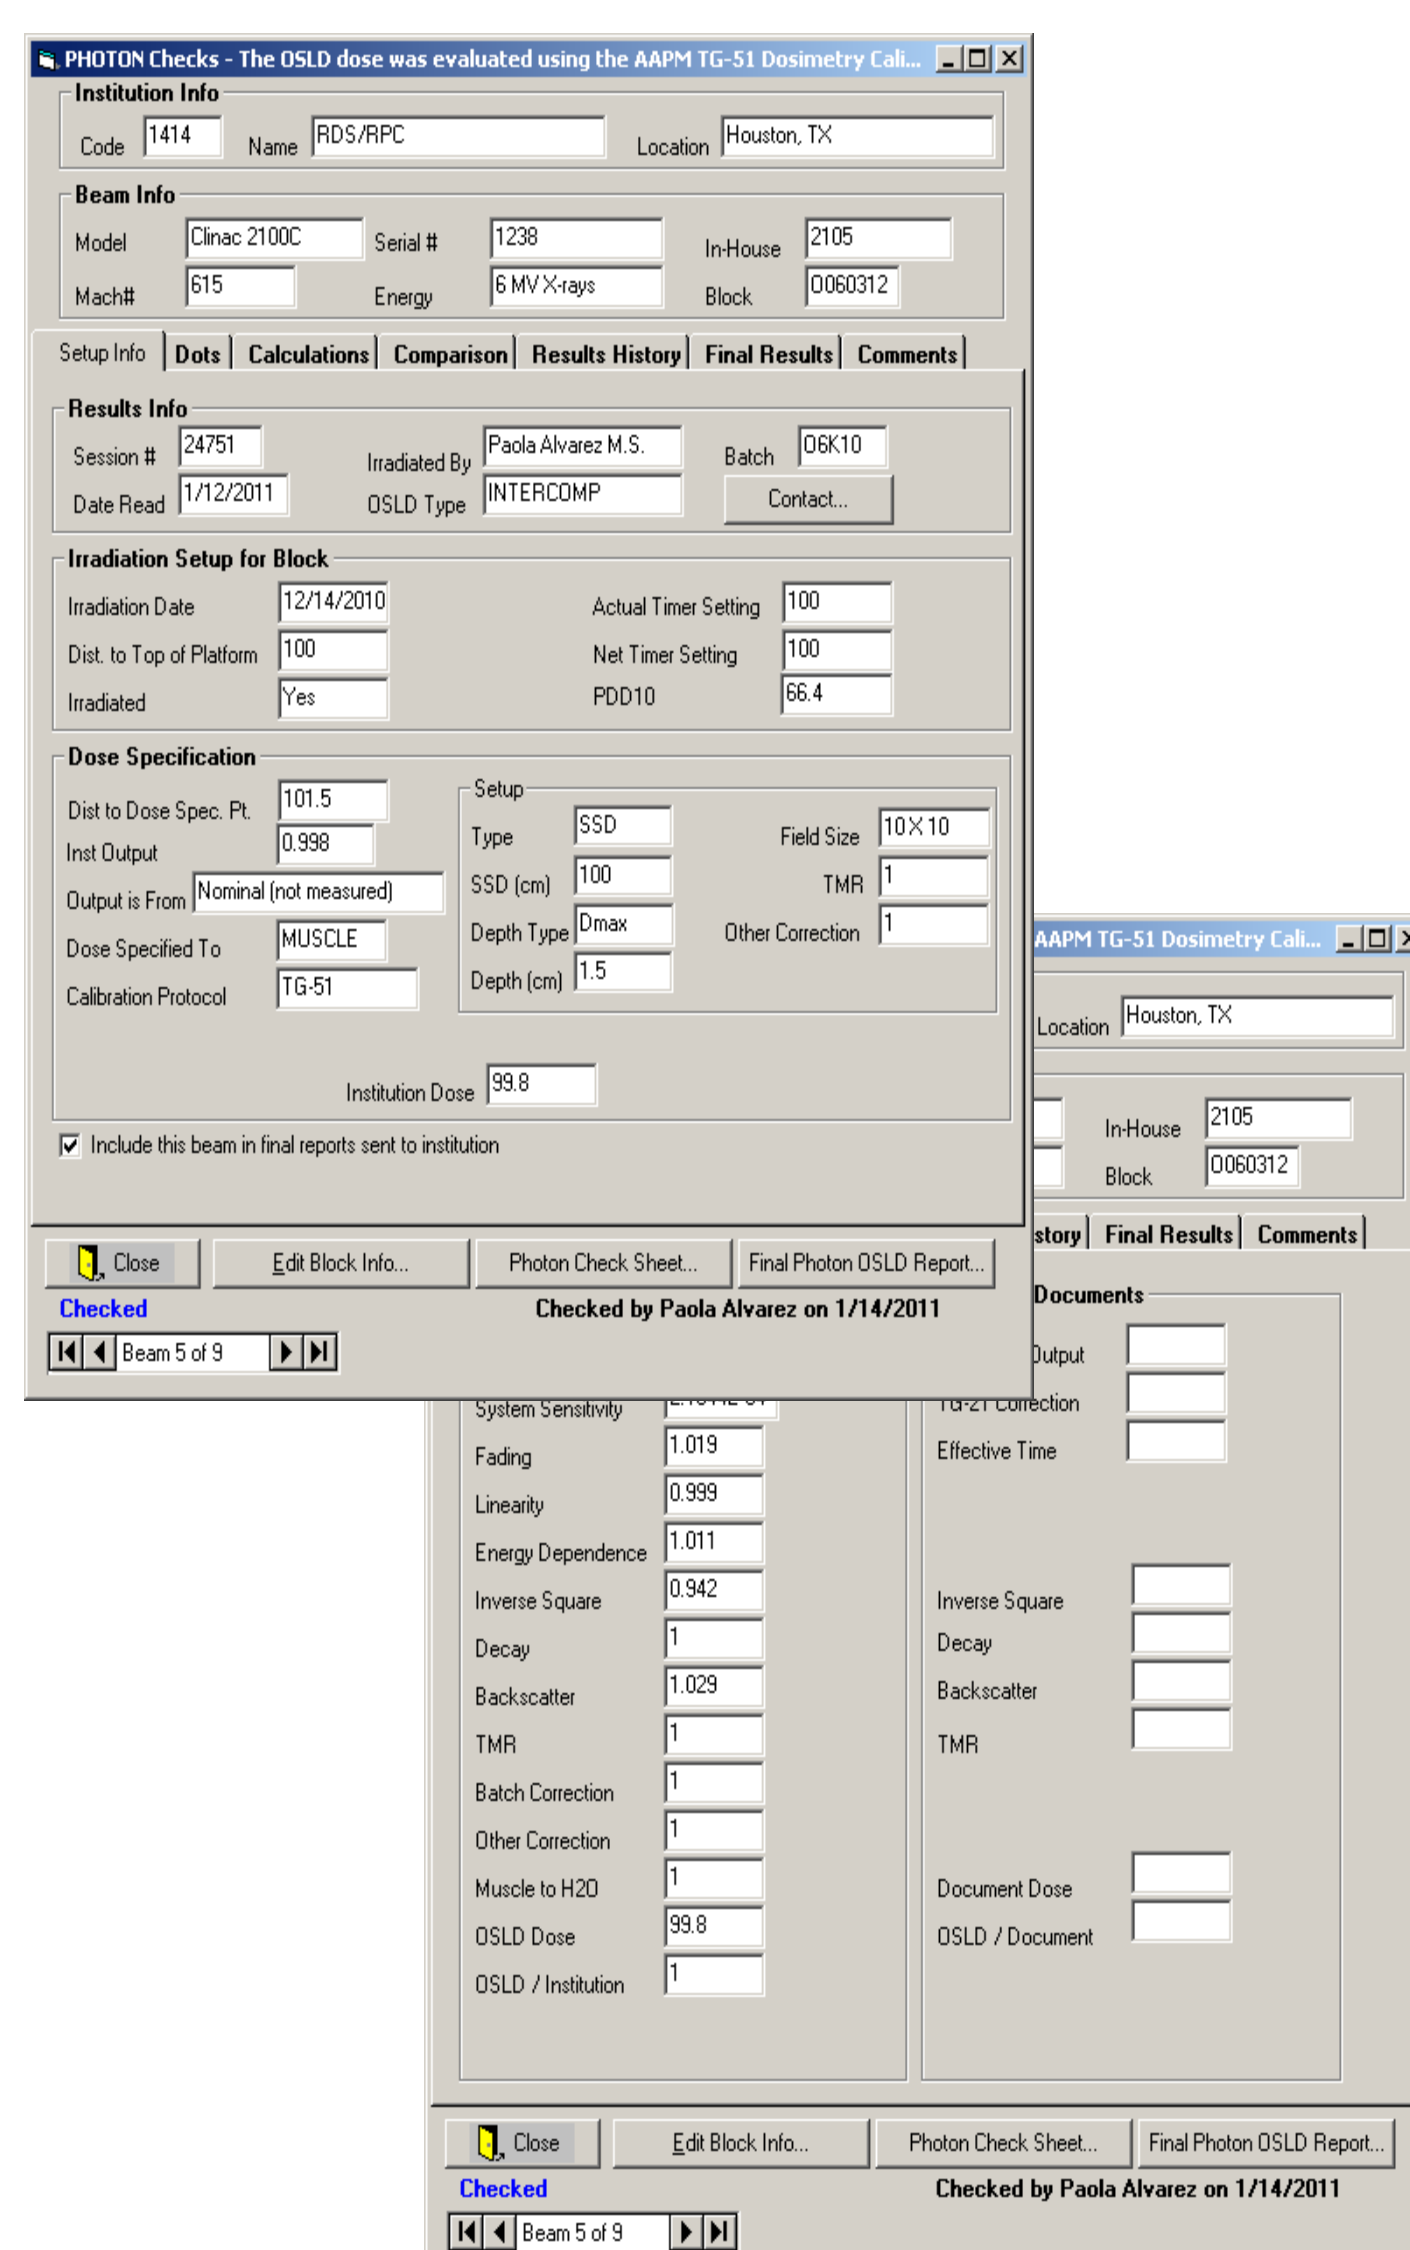 PHOTON Checks - The OSLD dose was evaluated using the AAPM TG-51 Dosimetry Cali...
Institution Info
Code 1414 Name RDS/RPC Location Houston, TX
Beam Info
Model Clinac 2100C Serial # 1238 In-House 2105
Mach# 615 Energy 6 MV X-rays Block O060312
Setup Info Dots Calculations Comparison Results History Final Results Comments
Results Info
Session # 24751 Irradiated By Paola Alvarez M.S. Batch O6K10
Date Read 1/12/2011 OSLD Type INTERCOMP Contact...
Irradiation Setup for Block
Irradiation Date 12/14/2010 Actual Timer Setting 100
Dist. to Top of Platform 100 Net Timer Setting 100
Irradiated Yes PDD10 66.4
Dose Specification
Setup
Dist to Dose Spec. Pt. 101.5
Inst Output 0.998 Type SSD Field Size 10 X 10
Output is From Nominal (not measured) SSD (cm) 100 TMR 1
Dose Specified To MUSCLE Depth Type Dmax Other Correction 1
Calibration Protocol TG-51 Depth (cm) 1.5
Institution Dose 99.8
Include this beam in final reports sent to institution
Close Edit Block Info... Photon Check Sheet... Final Photon OSLD Report...
Checked Checked by Paola Alvarez on 1/14/2011
Beam 5 of 9
AAPM TG-51 Dosimetry Cali...
Location Houston, TX
In-House 2105
Block O060312
story Final Results Comments
Documents
Output
System Sensitivity TG-21 Correction
Fading 1.019 Effective Time
Linearity 0.999
Energy Dependence 1.011
Inverse Square 0.942 Inverse Square
Decay 1 Decay
Backscatter 1.029 Backscatter
TMR 1 TMR
Batch Correction 1
Other Correction 1
Muscle to H2O 1 Document Dose
OSLD Dose 99.8 OSLD / Document
OSLD / Institution 1
Close Edit Block Info... Photon Check Sheet... Final Photon OSLD Report...
Checked Checked by Paola Alvarez on 1/14/2011
Beam 5 of 9